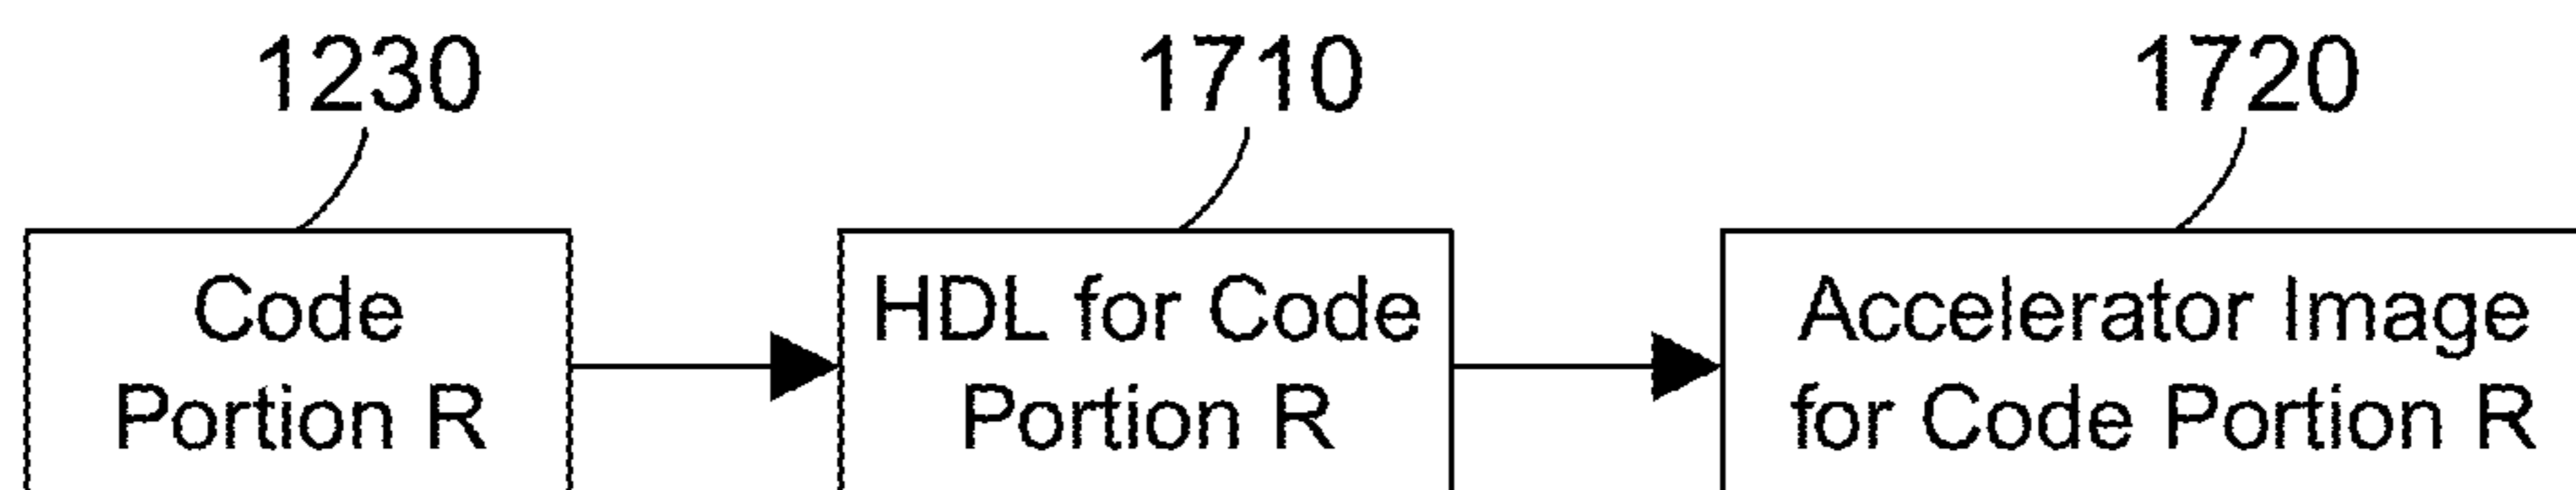 1230
1710
1720
Code
Portion R
HDL for Code
Portion R
Accelerator Image
for Code Portion R